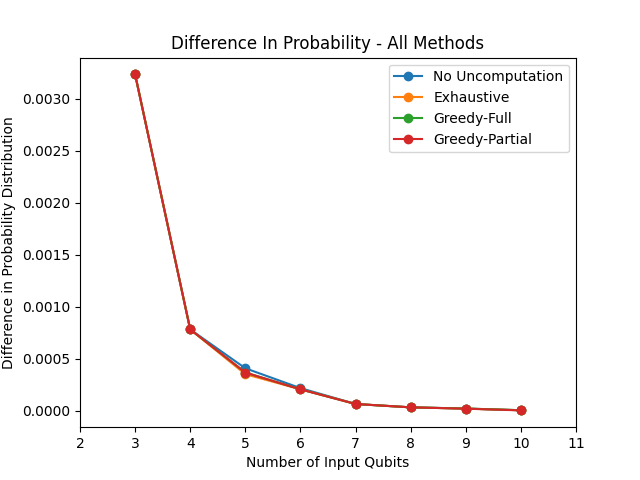 Difference In Probability - All Methods
No Uncomputation
Exhaustive
Greedy-Full
Greedy-Partial
Difference in Probability Distribution
0.0030
0.0025
0.0020
0.0015
0.0010
0.0005
0.0000
2 3 4 5 6 7 8 9 10 11
Number of Input Qubits